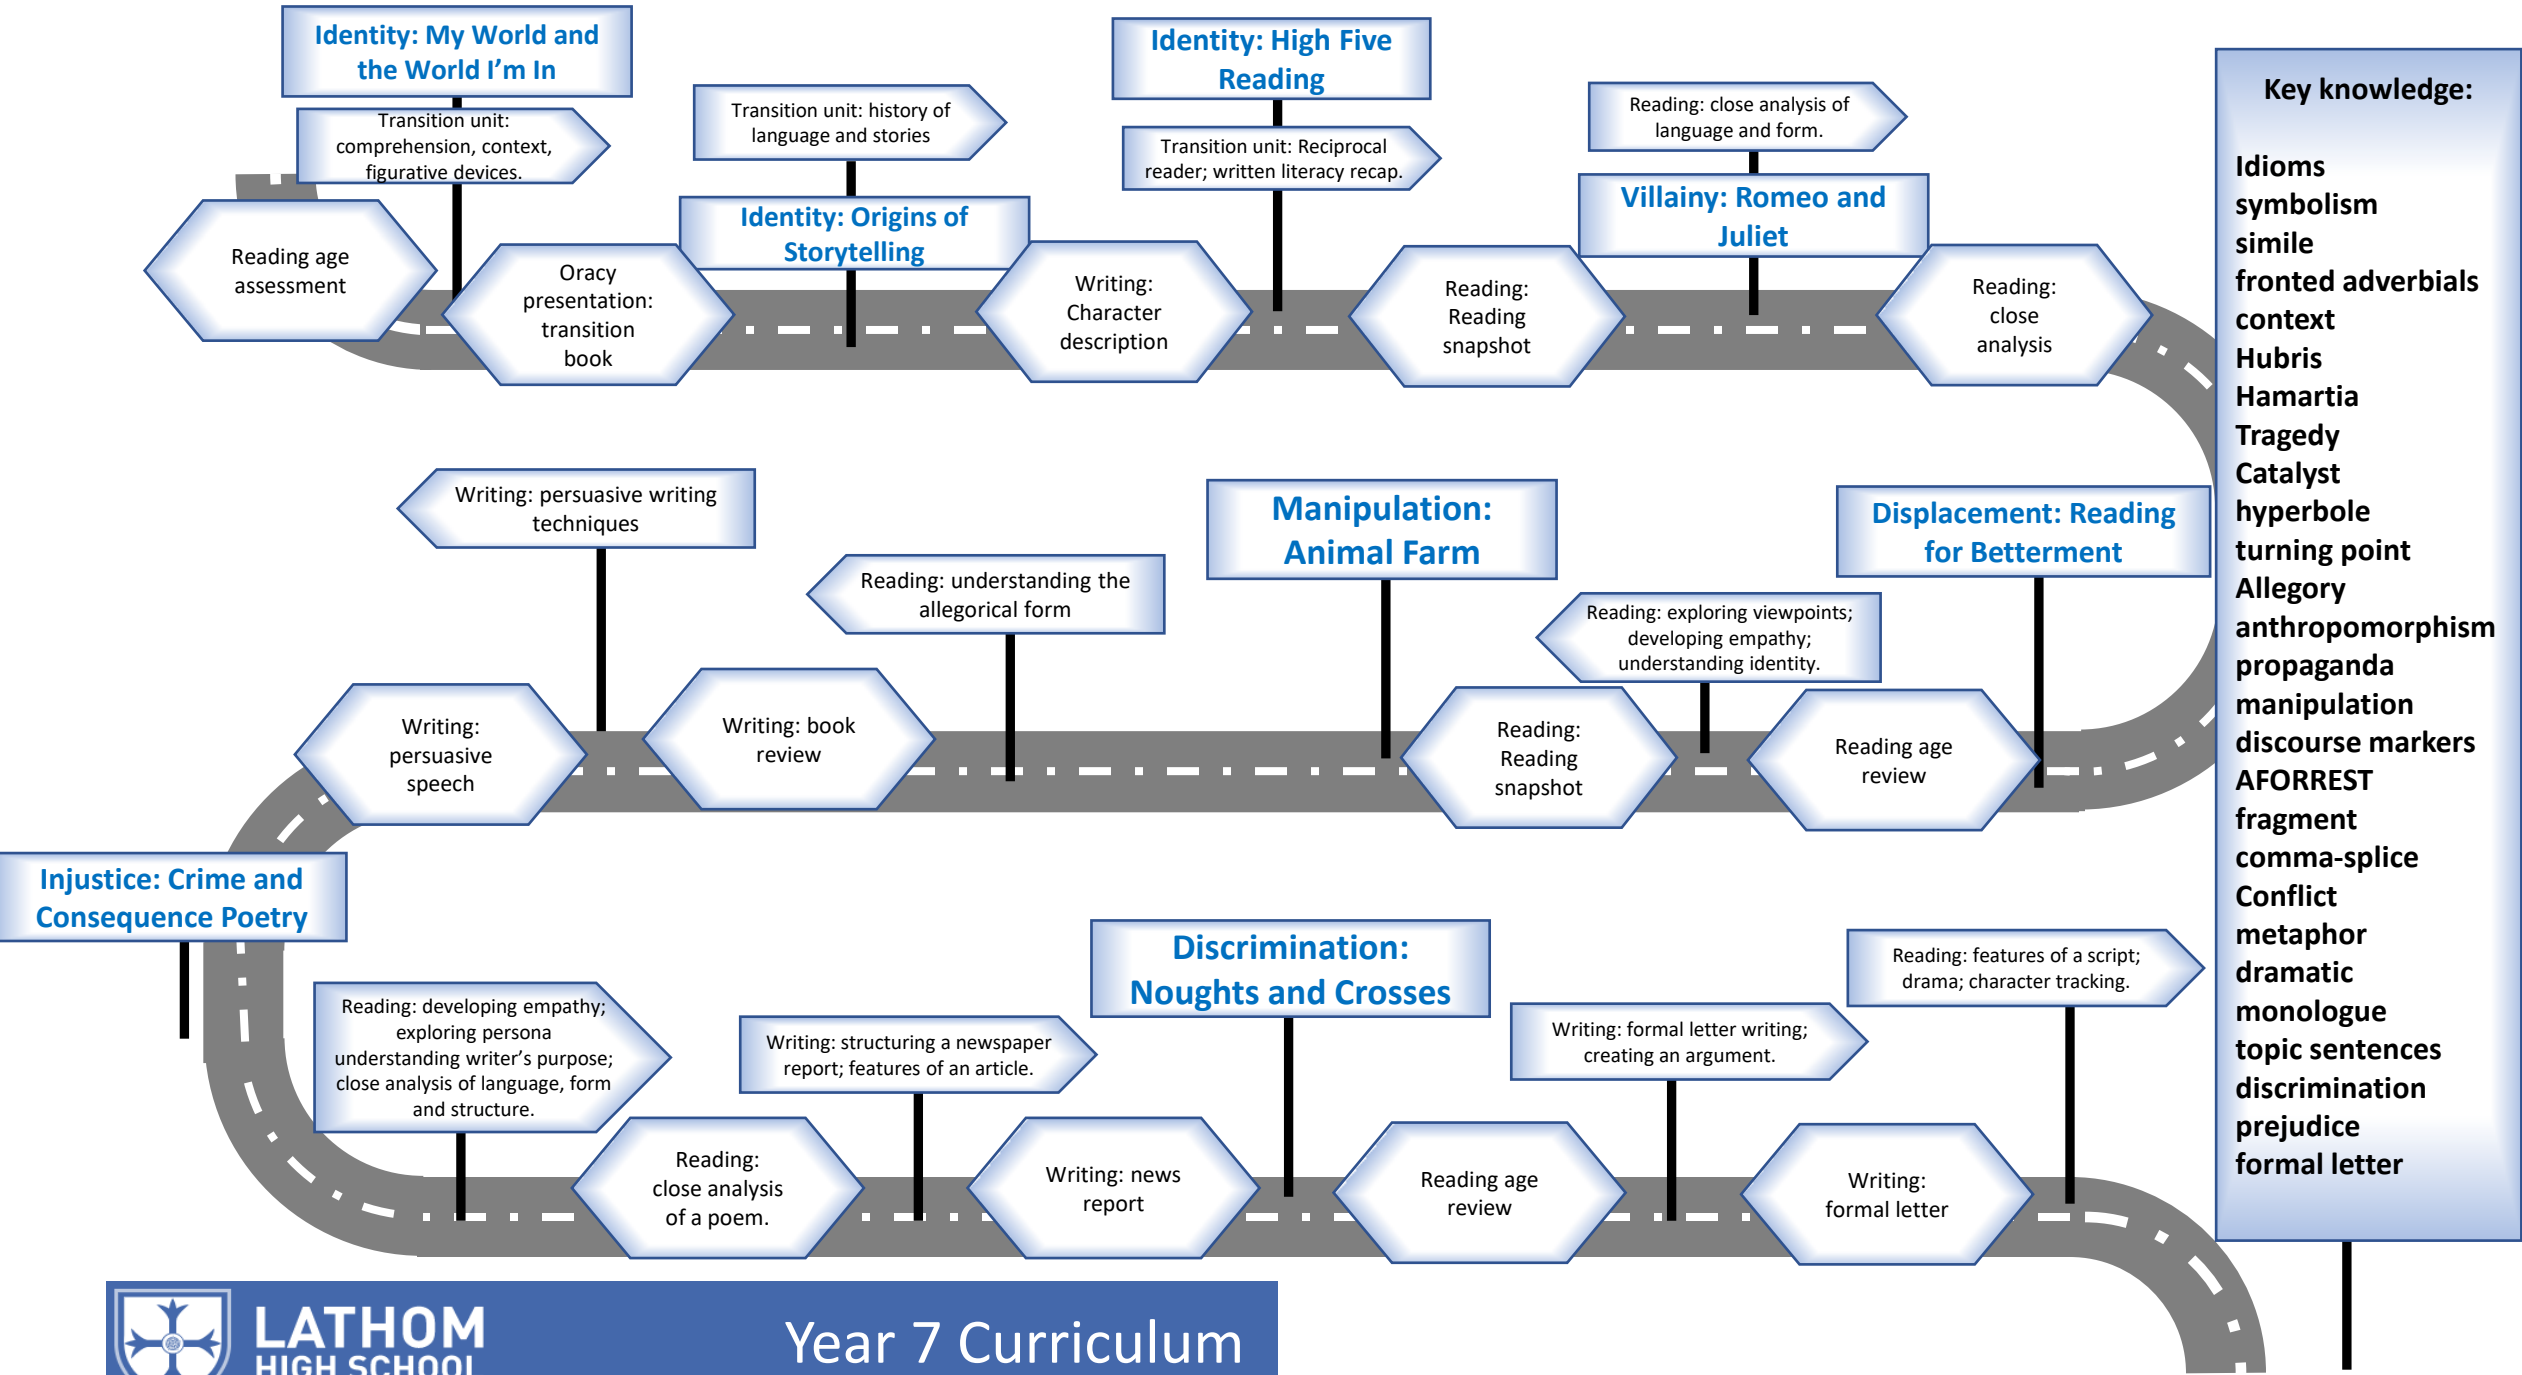 Identity: My World and
the World I'm In
Transition unit:
comprehension, context,
figurative devices.
Reading age
assessment
Oracy
presentation:
transition
book
Transition unit: history of
language and stories
Identity: Origins of
Storytelling
Writing:
Character
description
Identity: High Five
Reading
Transition unit: Reciprocal
reader; written literacy recap.
Reading:
Reading
snapshot
Reading: close analysis of
language and form.
Villainy: Romeo and
Juliet
Reading:
close
analysis
Displacement: Reading
for Betterment
Reading age
review
Reading: exploring viewpoints;
developing empathy;
understanding identity.
Reading:
Reading
snapshot
Manipulation:
Animal Farm
Reading: understanding the
allegorical form
Writing: book
review
Writing: persuasive writing
techniques
Writing:
persuasive
speech
Injustice: Crime and
Consequence Poetry
Reading: developing empathy;
exploring persona
understanding writer's purpose;
close analysis of language, form
and structure.
Reading:
close analysis
of a poem.
Writing: structuring a newspaper
report; features of an article.
Writing: news
report
Discrimination:
Noughts and Crosses
Reading age
review
Writing: formal letter writing;
creating an argument.
Writing:
formal letter
Reading: features of a script;
drama; character tracking.
Key knowledge:
Idioms
symbolism
simile
fronted adverbials
context
Hubris
Hamartia
Tragedy
Catalyst
hyperbole
turning point
Allegory
anthropomorphism
propaganda
manipulation
discourse markers
AFORREST
fragment
comma-splice
Conflict
metaphor
dramatic
monologue
topic sentences
discrimination
prejudice
formal letter
LATHOM
HIGH SCHOOL
Year 7 Curriculum